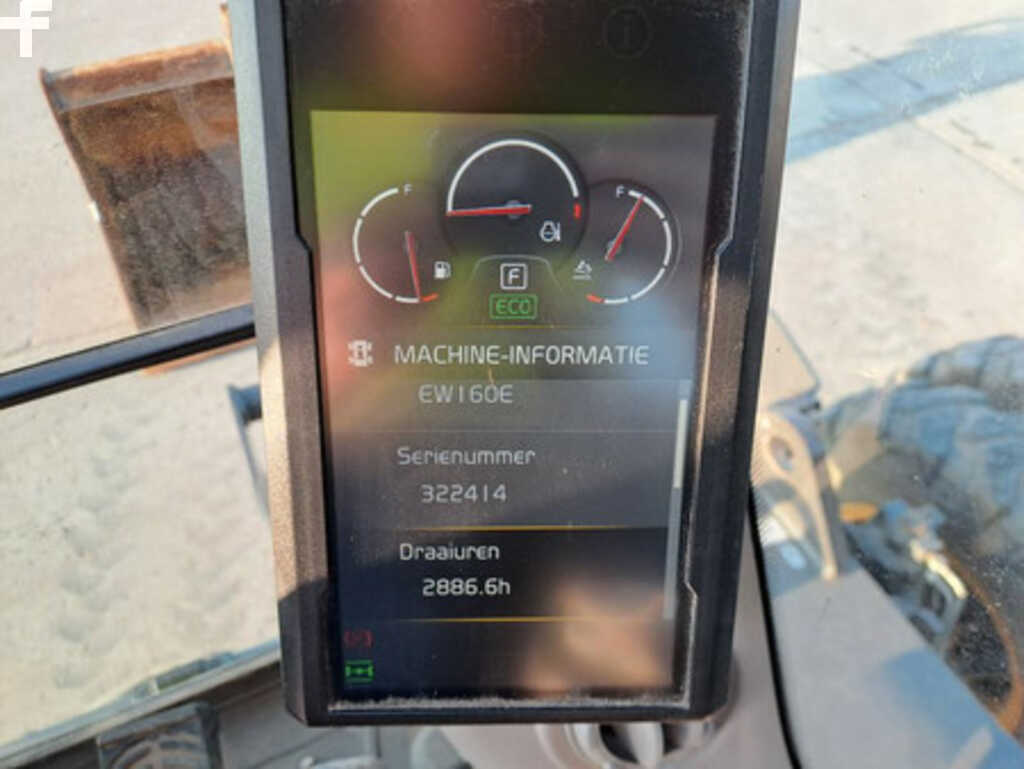 F
F
F
ECO
MACHINE-INFORMATIE
EW160E
Serienummer
322414
Draaiuren
2886.6h